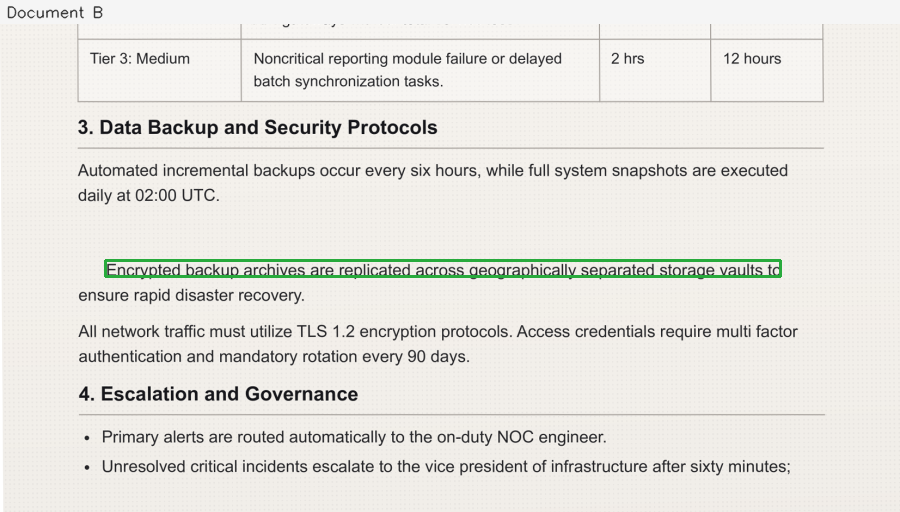 Document B
Tier 3: Medium
Noncritical reporting module failure or delayed
batch synchronization tasks.
2 hrs
12 hours
3. Data Backup and Security Protocols
Automated incremental backups occur every six hours, while full system snapshots are executed
daily at 02:00 UTC.
Encrypted backup archives are replicated across geographically separated storage vaults to
ensure rapid disaster recovery.
All network traffic must utilize TLS 1.2 encryption protocols. Access credentials require multi factor
authentication and mandatory rotation every 90 days.
4. Escalation and Governance
• Primary alerts are routed automatically to the on-duty NOC engineer.
• Unresolved critical incidents escalate to the vice president of infrastructure after sixty minutes;